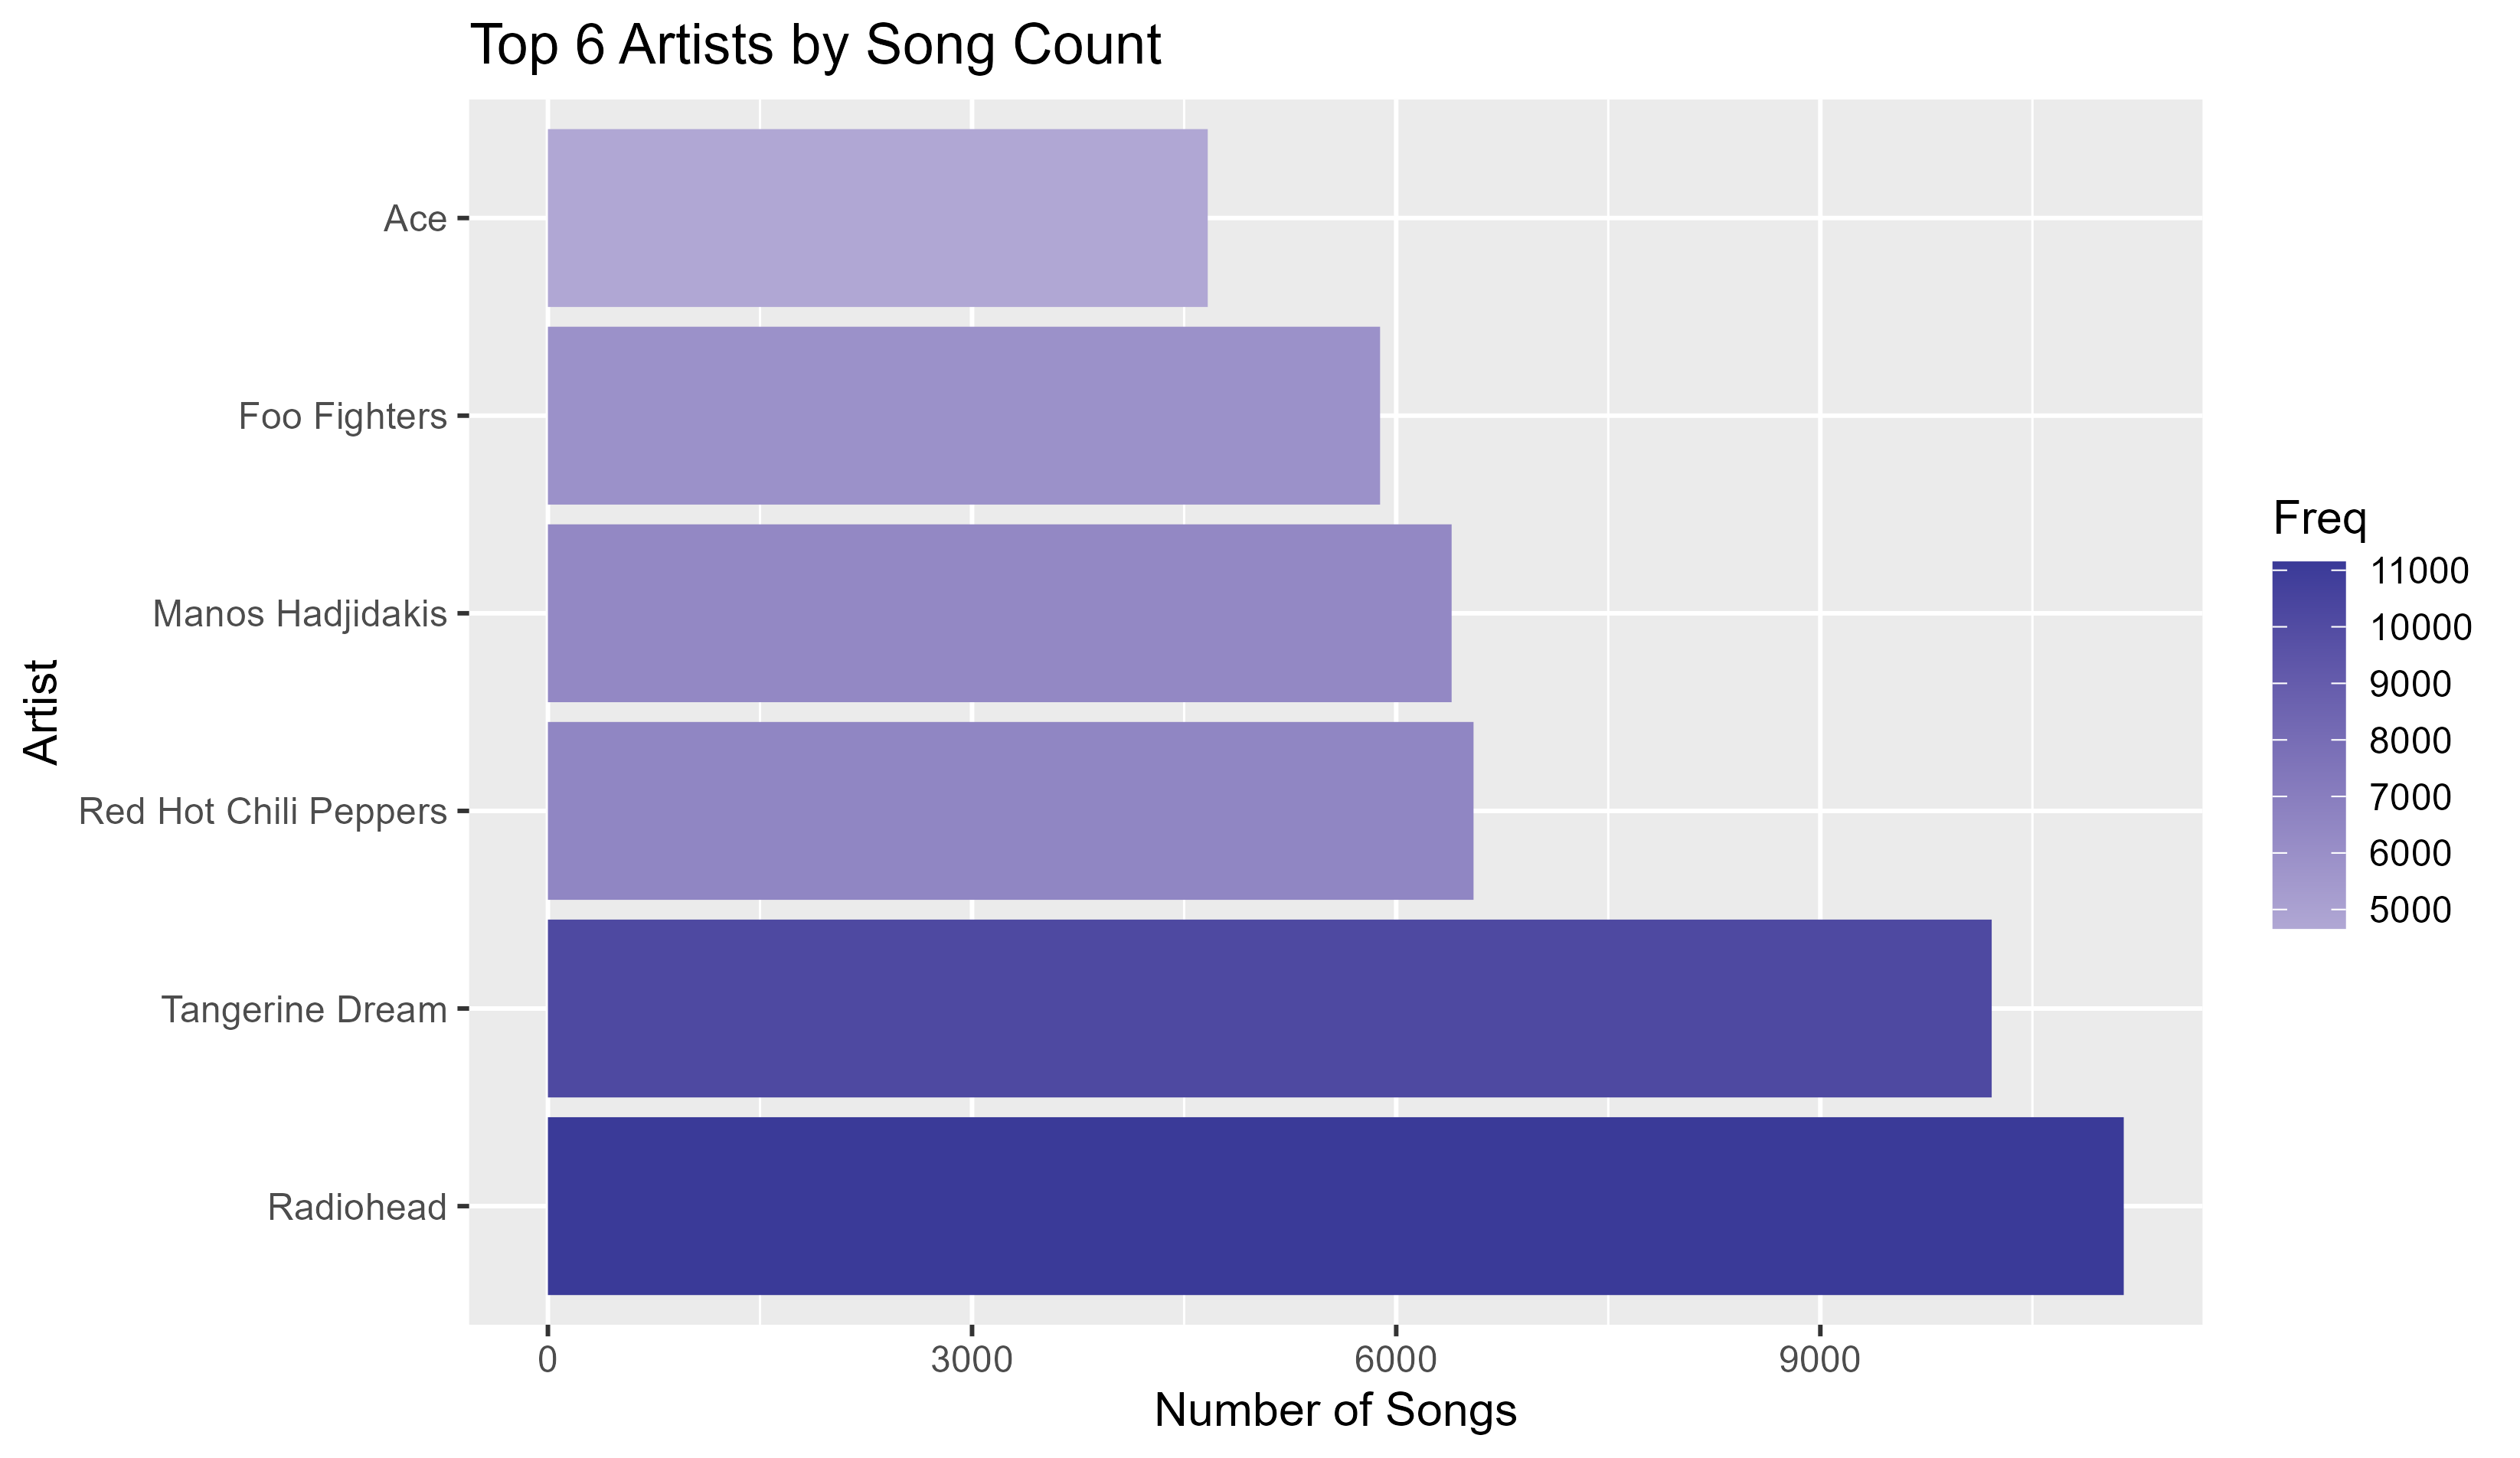 Top 6 Artists by Song Count
Artist
Ace
Foo Fighters
Manos Hadjidakis
Red Hot Chili Peppers
Tangerine Dream
Radiohead
0 3000 6000 9000
Number of Songs
Freq
11000
10000
9000
8000
7000
6000
5000